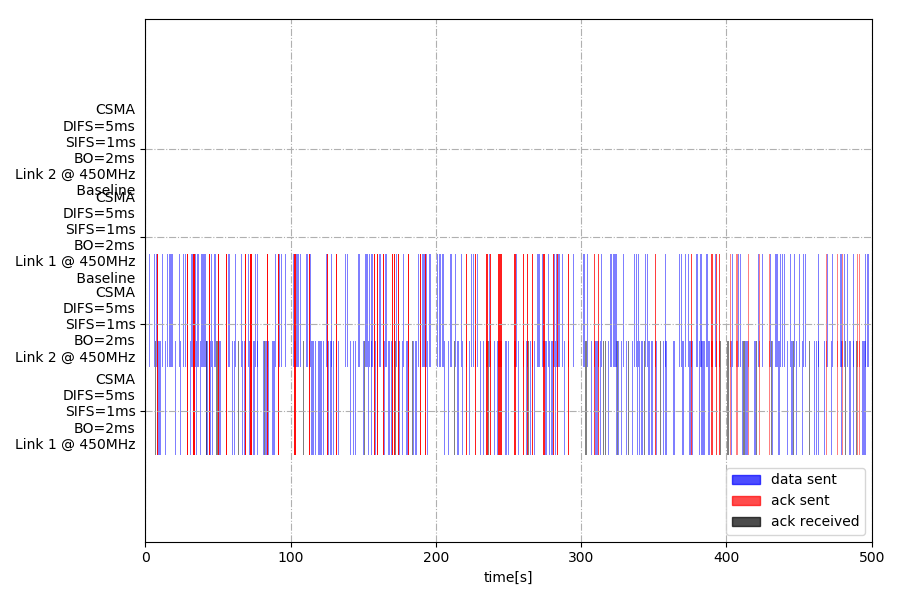 CSMA
DIFS=5ms
SIFS=1ms
BO=2ms
Link 2 @ 450MHz
Baseline
CSMA
DIFS=5ms
SIFS=1ms
BO=2ms
Link 1 @ 450MHz
Baseline
CSMA
DIFS=5ms
SIFS=1ms
BO=2ms
Link 2 @ 450MHz
CSMA
DIFS=5ms
SIFS=1ms
BO=2ms
Link 1 @ 450MHz
data sent
ack sent
ack received
0 100 200 300 400 500
time[s]